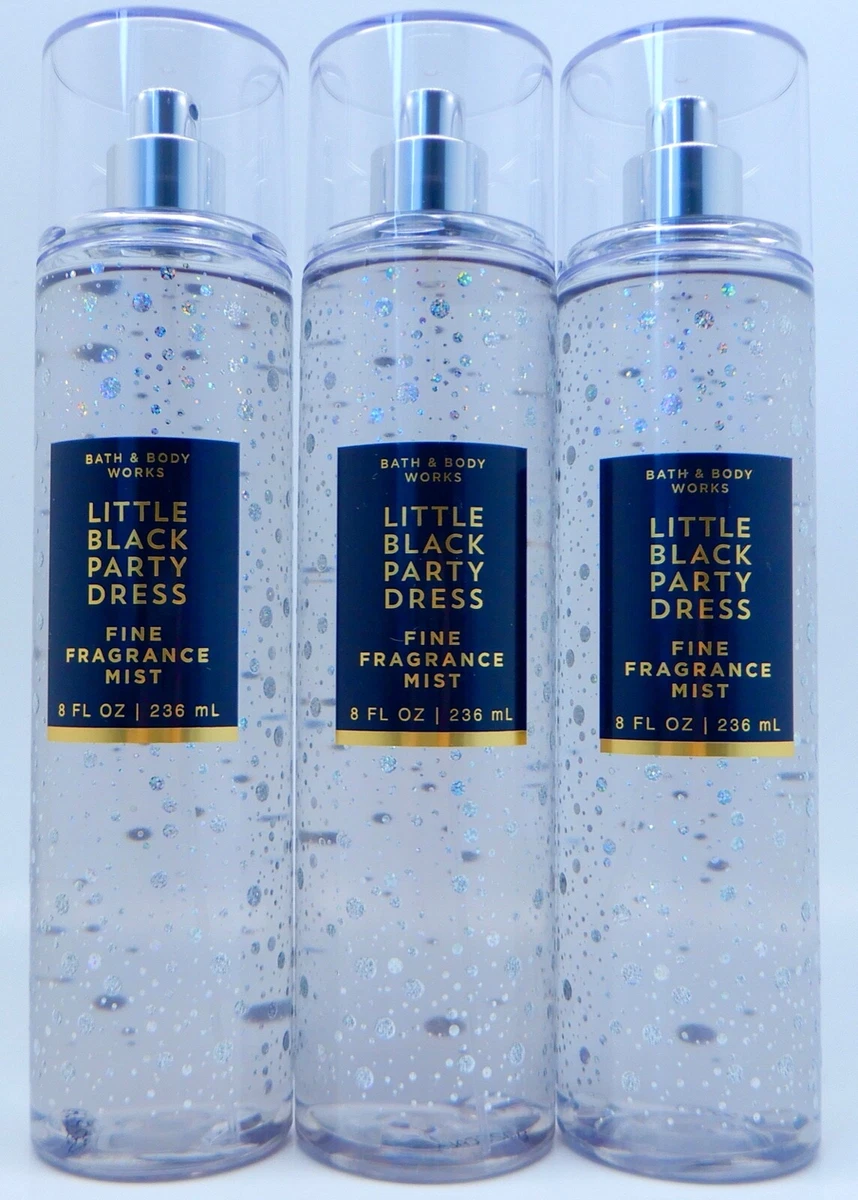 BATH & BODY
WORKS
LITTLE
BLACK
PARTY
DRESS
FINE
FRAGRANCE
MIST
8 FL OZ | 236 mL
BATH & BODY
WORKS
LITTLE
BLACK
PARTY
DRESS
FINE
FRAGRANCE
MIST
8 FL OZ | 236 mL
BATH & BODY
WORKS
LITTLE
BLACK
PARTY
DRESS
FINE
FRAGRANCE
MIST
8 FL OZ | 236 mL